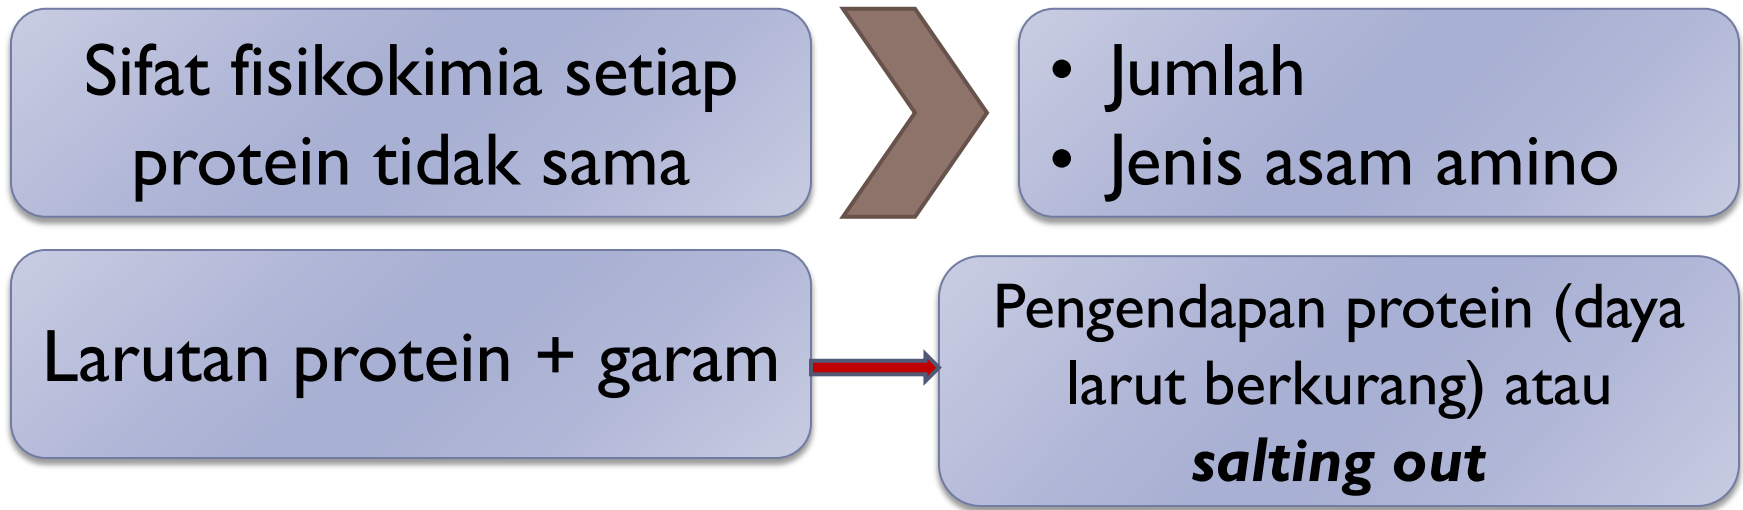 Sifat fisikokimia setiap
protein tidak sama
• Jumlah
• Jenis asam amino
Larutan protein + garam
Pengendapan protein (daya
larut berkurang) atau
salting out